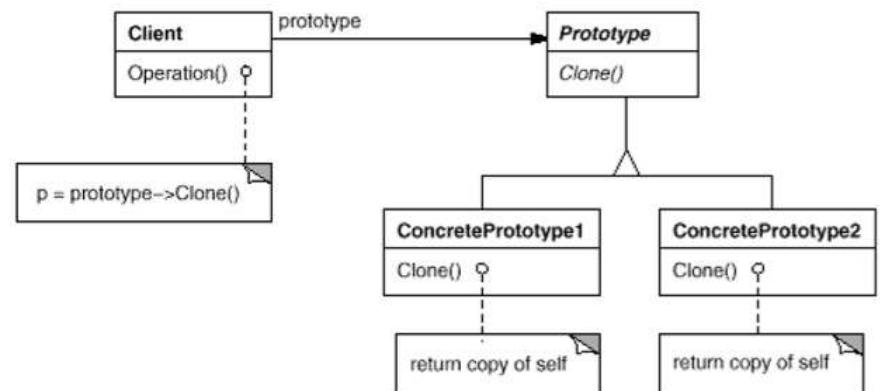 Client
Operation()
prototype
Prototype
Clone()
p = prototype–>Clone()
ConcretePrototype1
Clone()
ConcretePrototype2
Clone()
return copy of self
return copy of self